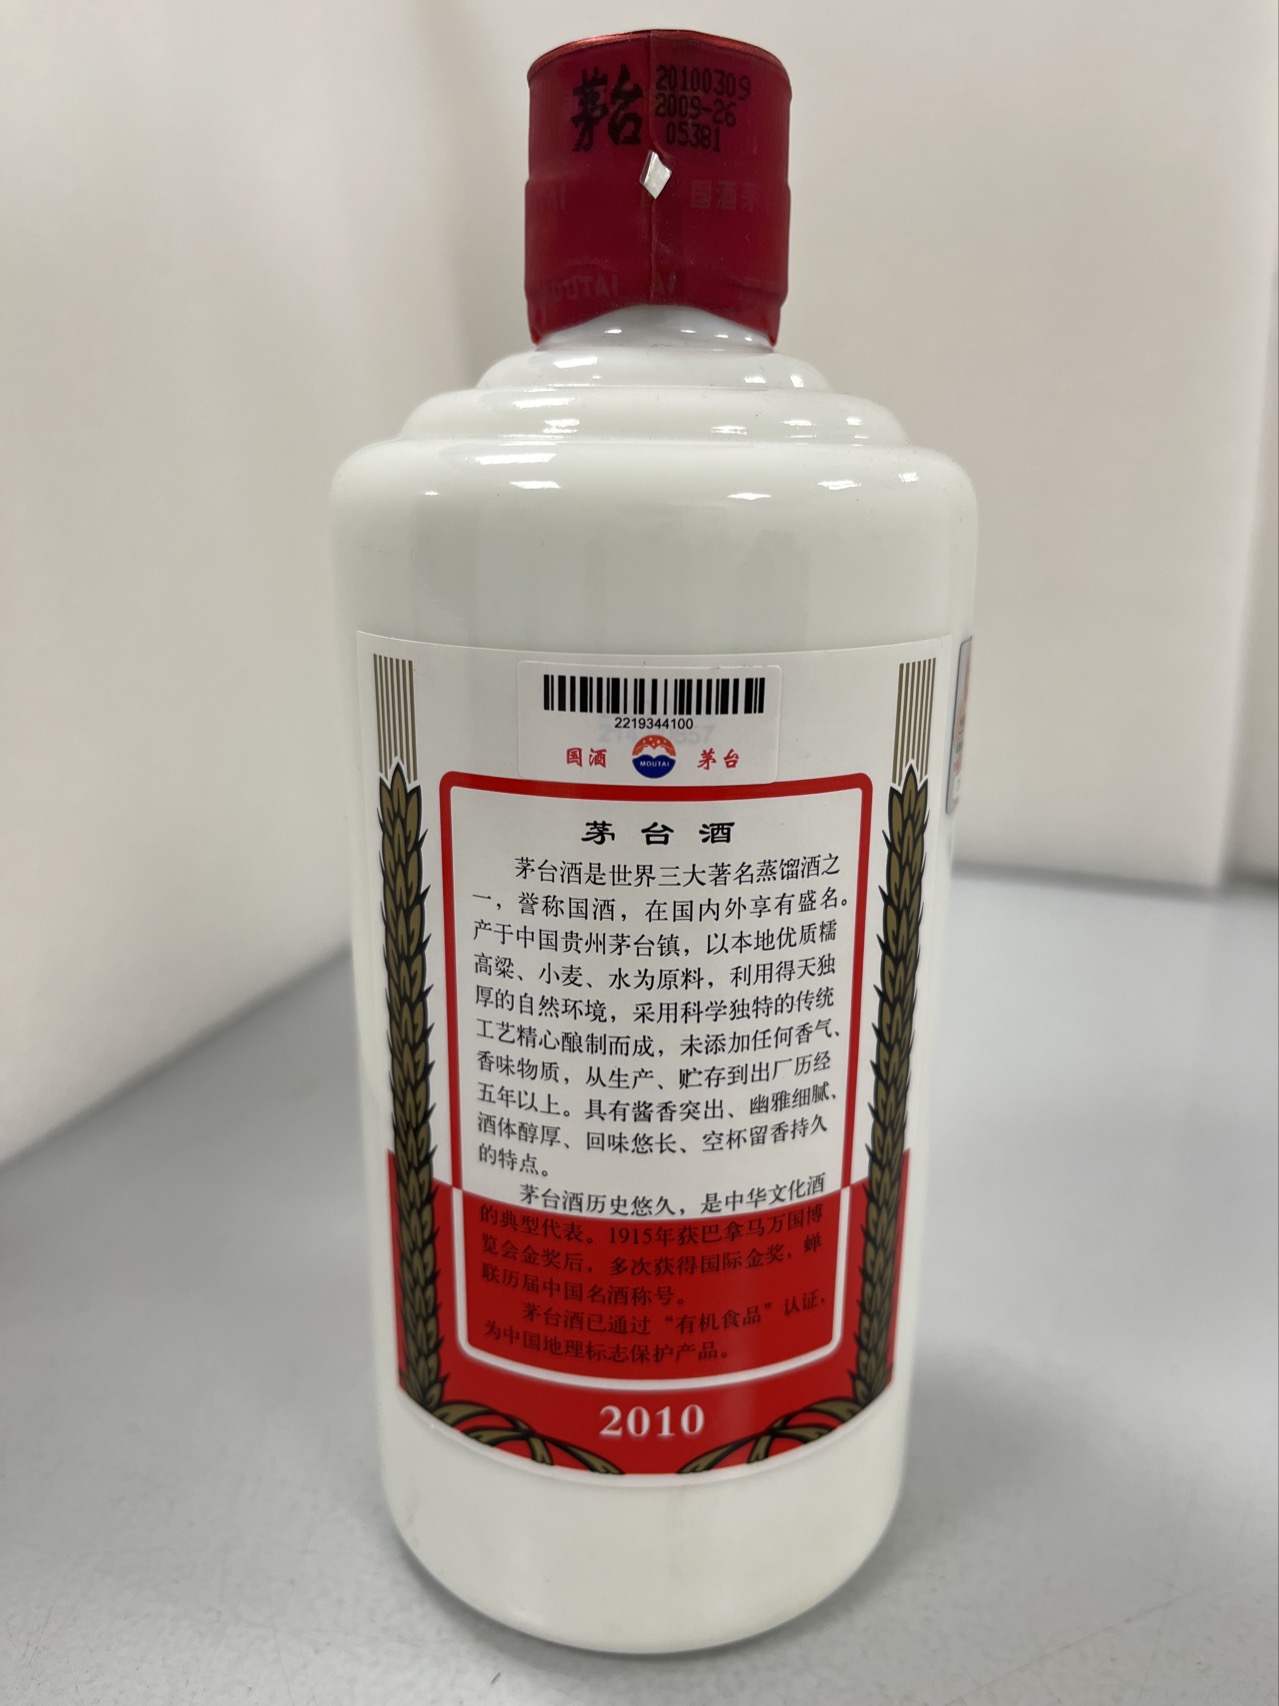 茅台
20100309
2009-26
05381
国酒茅
MOUTAI
2219344100
国酒 MOUTAI 茅台
茅台酒
茅台酒是世界三大著名蒸馏酒之
一，誉称国酒，在国内外享有盛名。
产于中国贵州茅台镇，以本地优质糯
高粱、小麦、水为原料，利用得天独
厚的自然环境，采用科学独特的传统
工艺精心酿制而成，未添加任何香气、
香味物质，从生产、贮存到出厂历经
五年以上。具有酱香突出、幽雅细腻、
酒体醇厚、回味悠长、空杯留香持久
的特点。
茅台酒历史悠久，是中华文化酒
的典型代表。1915年获巴拿马万国博
览会金奖后，多次获得国际金奖，蝉
联历届中国名酒称号。
茅台酒已通过“有机食品”认证，
为中国地理标志保护产品。
2010